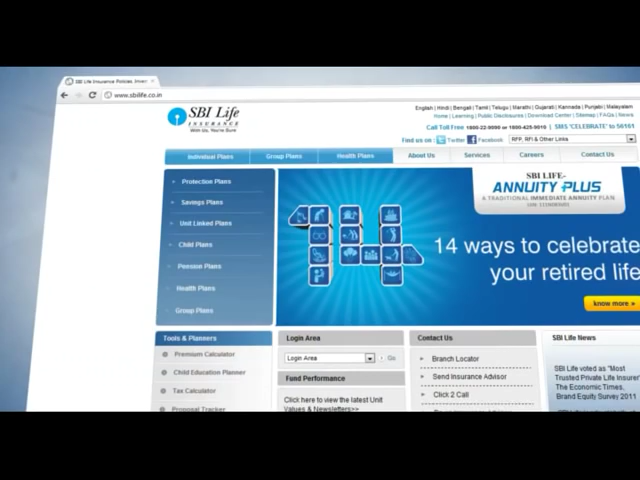 SBI Life Insurance Policies, Inves
www.sbilife.co.in
SBI Life
INSURANCE
With Us, You're Sure
English | Hindi | Bengali | Tamil | Telugu | Marathi | Gujarati | Kannada | Punjabi | Malayalam
Home | Learning | Public Disclosures | Download Center | Sitemap | FAQs | News
Call Toll Free 1800-22-9090 or 1800-425-9010 | SMS 'CELEBRATE' to 56161
Find us on : Twitter Facebook RFP, RFI & Other Links
Individual Plans Group Plans Health Plans About Us Services Careers Contact Us
Protection Plans
Savings Plans
Unit Linked Plans
Child Plans
Pension Plans
Health Plans
Group Plans
SBI LIFE-
ANNUITY PLUS
A TRADITIONAL IMMEDIATE ANNUITY PLAN
14 ways to celebrate
your retired life
know more »
Tools & Planners
Premium Calculator
Child Education Planner
Tax Calculator
Proposal Tracker
Login Area
Login Area Go
Fund Performance
Click here to view the latest Unit
Values & Newsletters>>
Contact Us
Branch Locator
Send Insurance Advisor
Click 2 Call
SBI Life News
SBI Life voted as "Most
Trusted Private Life Insurer
The Economic Times,
Brand Equity Survey 2011